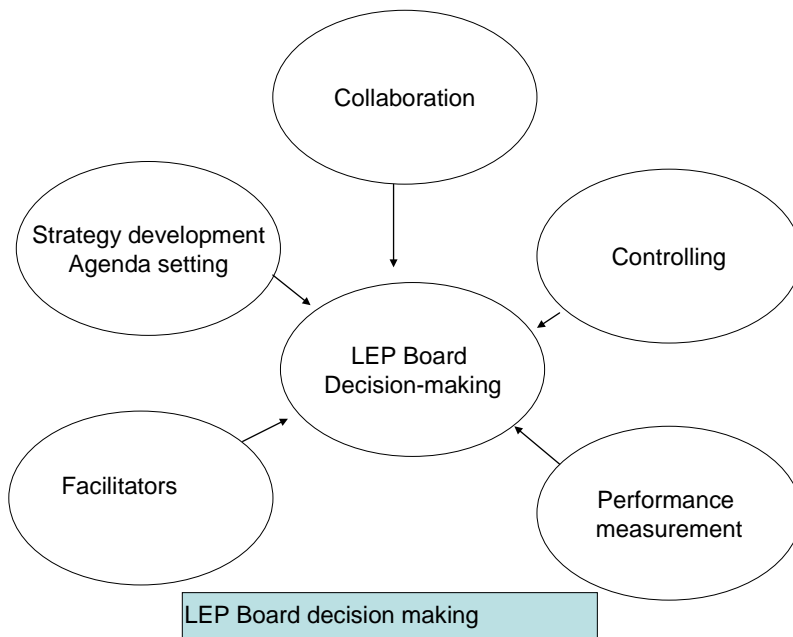 Collaboration
Strategy development
Agenda setting
Controlling
LEP Board
Decision-making
Facilitators
Performance
measurement
LEP Board decision making